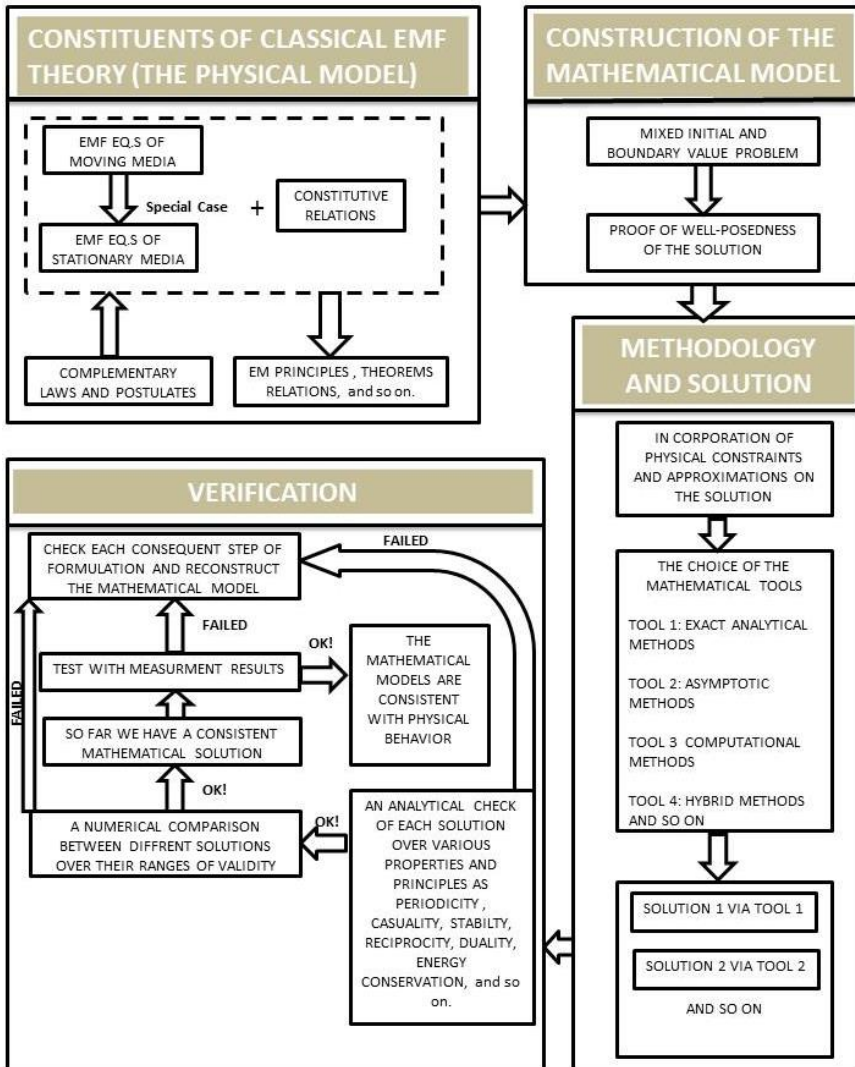 CONSTITUENTS OF CLASSICAL EMF
THEORY (THE PHYSICAL MODEL)
EMF EQ.S OF
MOVING MEDIA
Special Case
+
CONSTITUTIVE
RELATIONS
EMF EQ.S OF
STATIONARY MEDIA
COMPLEMENTARY
LAWS AND POSTULATES
EM PRINCIPLES , THEOREMS
RELATIONS, and so on.
CONSTRUCTION OF THE
MATHEMATICAL MODEL
MIXED INITIAL AND
BOUNDARY VALUE PROBLEM
PROOF OF WELL-POSEDNESS
OF THE SOLUTION
METHODOLOGY
AND SOLUTION
IN CORPORATION OF
PHYSICAL CONSTRAINTS
AND APPROXIMATIONS ON
THE SOLUTION
THE CHOICE OF THE
MATHEMATICAL TOOLS
TOOL 1: EXACT ANALYTICAL
METHODS
TOOL 2: ASYMPTOTIC
METHODS
TOOL 3 COMPUTATIONAL
METHODS
TOOL 4: HYBRID METHODS
AND SO ON
SOLUTION 1 VIA TOOL 1
SOLUTION 2 VIA TOOL 2
AND SO ON
VERIFICATION
CHECK EACH CONSEQUENT STEP OF
FORMULATION AND RECONSTRUCT
THE MATHEMATICAL MODEL
FAILED
FAILED
TEST WITH MEASURMENT RESULTS
OK!
THE
MATHEMATICAL
MODELS ARE
CONSISTENT
WITH PHYSICAL
BEHAVIOR
FAILED
SO FAR WE HAVE A CONSISTENT
MATHEMATICAL SOLUTION
OK!
A NUMERICAL COMPARISON
BETWEEN DIFFRENT SOLUTIONS
OVER THEIR RANGES OF VALIDITY
OK!
AN ANALYTICAL CHECK
OF EACH SOLUTION
OVER VARIOUS
PROPERTIES AND
PRINCIPLES AS
PERIODICITY ,
CASUALITY, STABILTY,
RECIPROCITY, DUALITY,
ENERGY
CONSERVATION, and so
on.